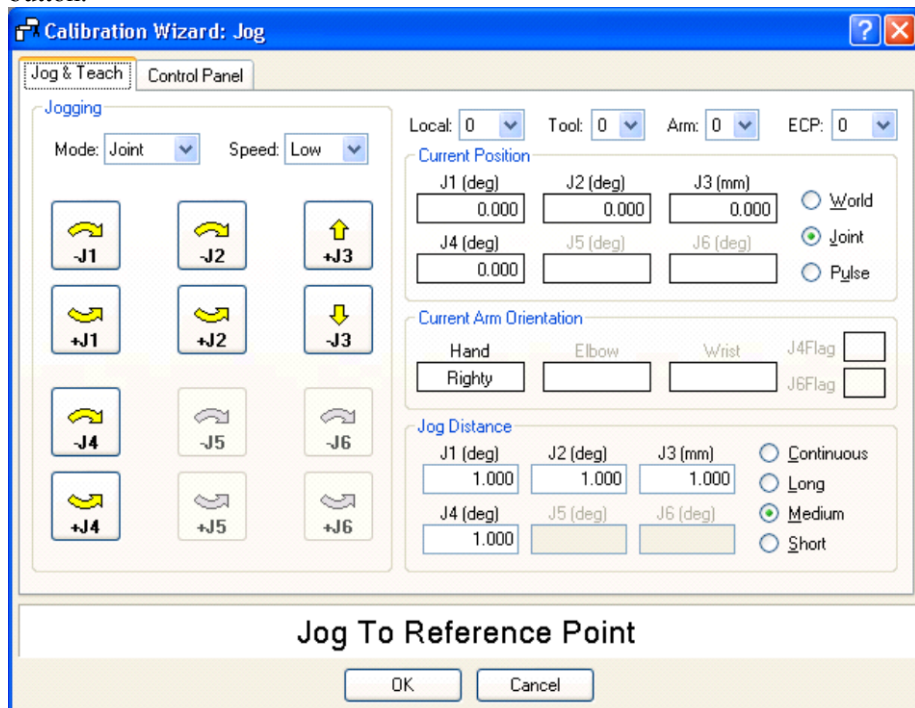 button.
Calibration Wizard: Jog
Jog & Teach Control Panel
Jogging
Mode: Joint Speed: Low
-J1 -J2 +J3
+J1 +J2 -J3
-J4 -J5 -J6
+J4 +J5 +J6
Local: 0 Tool: 0 Arm: 0 ECP: 0
Current Position
J1 (deg) J2 (deg) J3 (mm)
0.000 0.000 0.000
J4 (deg) J5 (deg) J6 (deg)
0.000
World
Joint
Pulse
Current Arm Orientation
Hand Elbow Wrist
Righty
J4Flag
J6Flag
Jog Distance
J1 (deg) J2 (deg) J3 (mm)
1.000 1.000 1.000
J4 (deg) J5 (deg) J6 (deg)
1.000
Continuous
Long
Medium
Short
Jog To Reference Point
OK Cancel